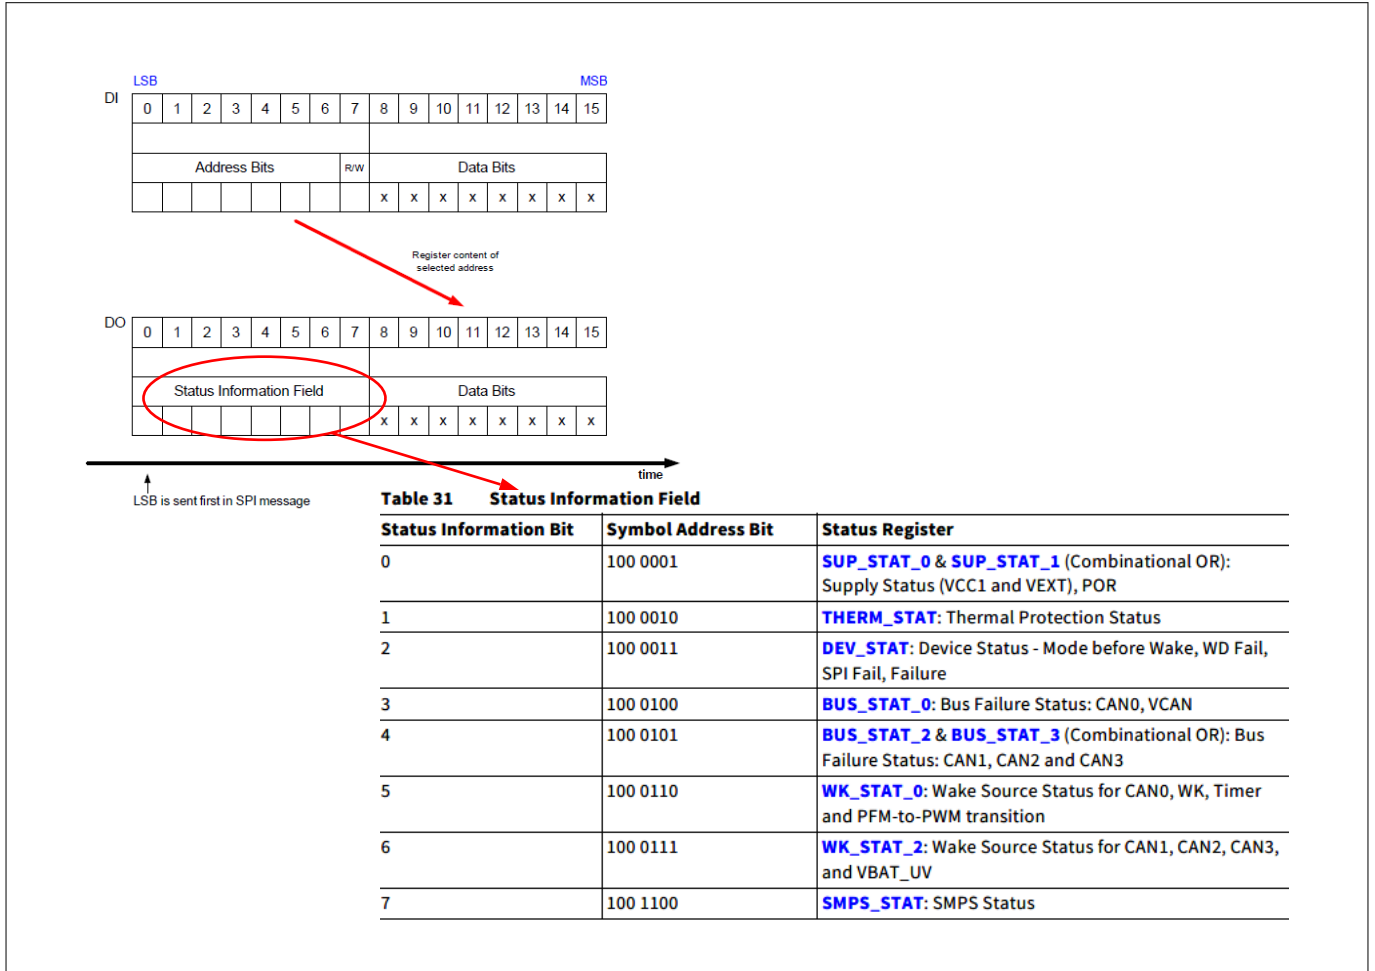 LSB MSB
DI 0 1 2 3 4 5 6 7 8 9 10 11 12 13 14 15
Address Bits R/W Data Bits
x x x x x x x x
Register content of
selected address
DO 0 1 2 3 4 5 6 7 8 9 10 11 12 13 14 15
Status Information Field Data Bits
x x x x x x x x
time
LSB is sent first in SPI message
Table 31 Status Information Field
Status Information Bit Symbol Address Bit Status Register
0 100 0001 SUP_STAT_0 & SUP_STAT_1 (Combinational OR):
Supply Status (VCC1 and VEXT), POR
1 100 0010 THERM_STAT: Thermal Protection Status
2 100 0011 DEV_STAT: Device Status - Mode before Wake, WD Fail,
SPI Fail, Failure
3 100 0100 BUS_STAT_0: Bus Failure Status: CAN0, VCAN
4 100 0101 BUS_STAT_2 & BUS_STAT_3 (Combinational OR): Bus
Failure Status: CAN1, CAN2 and CAN3
5 100 0110 WK_STAT_0: Wake Source Status for CAN0, WK, Timer
and PFM-to-PWM transition
6 100 0111 WK_STAT_2: Wake Source Status for CAN1, CAN2, CAN3,
and VBAT_UV
7 100 1100 SMPS_STAT: SMPS Status